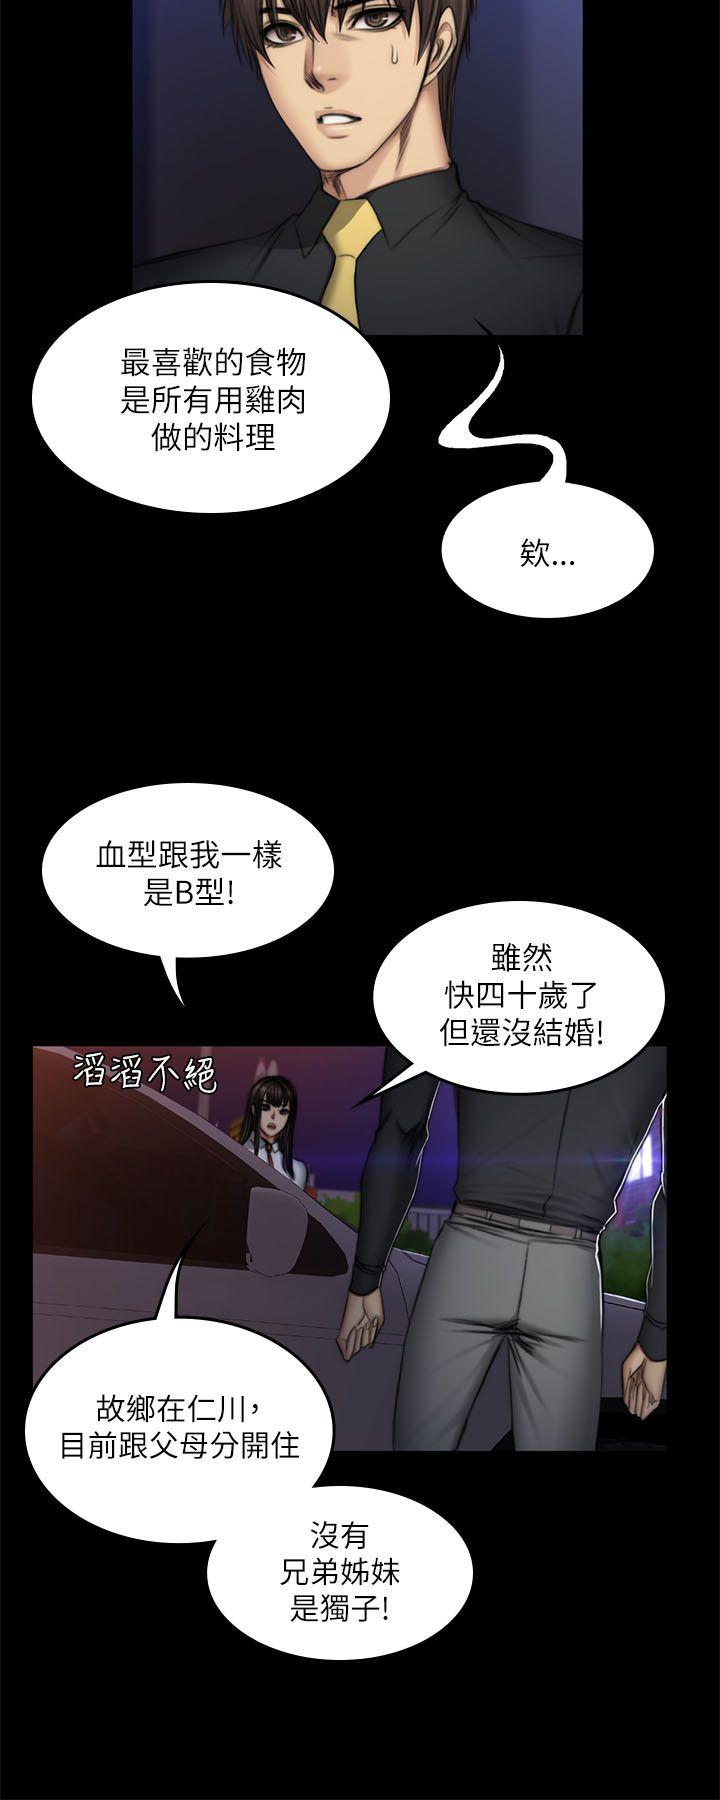 最喜歡的食物
是所有用雞肉
做的料理
欸...
血型跟我一樣
是B型!
雖然
快四十歲了
但還沒結婚!
滔滔不絕
故鄉在仁川，
目前跟父母分開住
沒有
兄弟姊妹
是獨子!